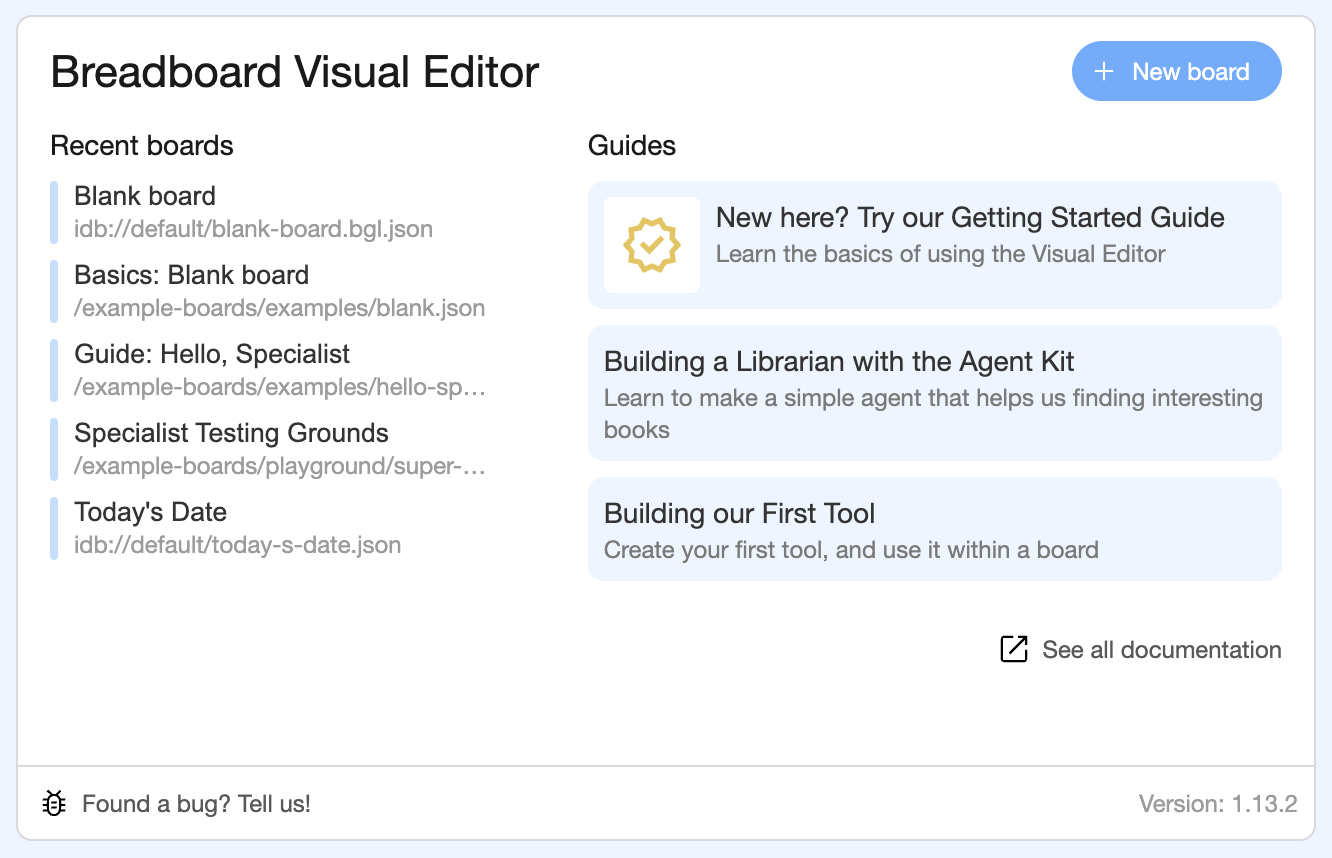 Breadboard Visual Editor
+ New board
Recent boards
Blank board
idb://default/blank-board.bgl.json
Basics: Blank board
/example-boards/examples/blank.json
Guide: Hello, Specialist
/example-boards/examples/hello-sp…
Specialist Testing Grounds
/example-boards/playground/super-…
Today's Date
idb://default/today-s-date.json
Guides
New here? Try our Getting Started Guide
Learn the basics of using the Visual Editor
Building a Librarian with the Agent Kit
Learn to make a simple agent that helps us finding interesting
books
Building our First Tool
Create your first tool, and use it within a board
See all documentation
Found a bug? Tell us!
Version: 1.13.2